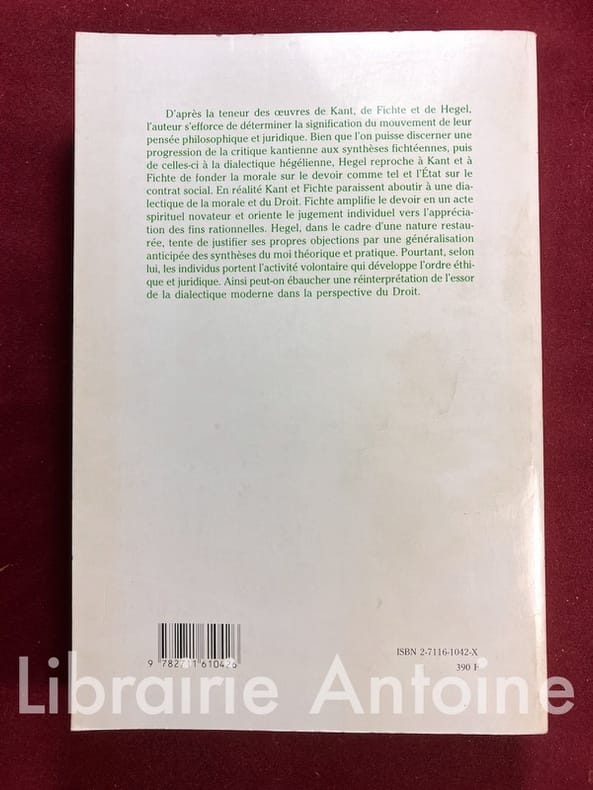 D'après la teneur des œuvres de Kant, de Fichte et de Hegel,
l'auteur s'efforce de déterminer la signification du mouvement de leur
pensée philosophique et juridique. Bien que l'on puisse discerner une
progression de la critique kantienne aux synthèses fichtéennes, puis
de celles-ci à la dialectique hégélienne, Hegel reproche à Kant et à
Fichte de fonder la morale sur le devoir comme tel et l'État sur le
contrat social. En réalité Kant et Fichte paraissent aboutir à une dia-
lectique de la morale et du Droit. Fichte amplifie le devoir en un acte
spirituel novateur et oriente le jugement individuel vers l'apprécia-
tion des fins rationnelles. Hegel, dans le cadre d'une nature restau-
rée, tente de justifier ses propres objections par une généralisation
anticipée des synthèses du moi théorique et pratique. Pourtant, selon
lui, les individus portent l'activité volontaire qui développe l'ordre éthi-
que et juridique. Ainsi peut-on ébaucher une réinterprétation de l'essor
de la dialectique moderne dans la perspective du Droit.
ISBN 2-7116-1042-X
390 F
9 782711 610426
Librairie Antoine